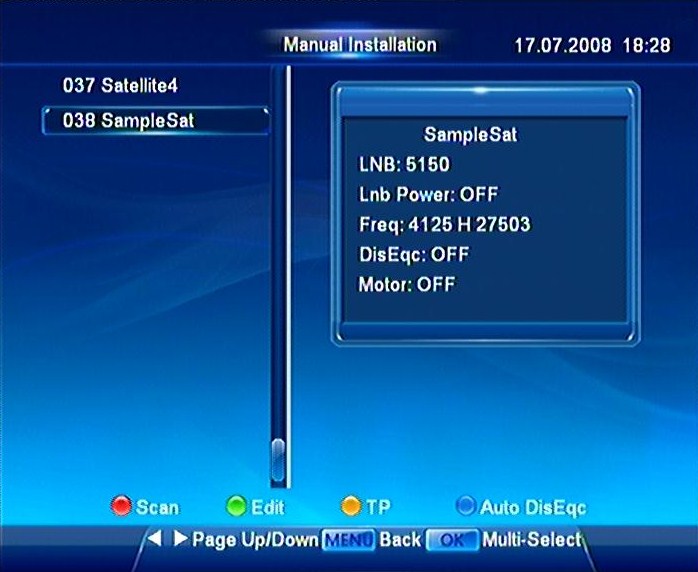 Manual Installation 17.07.2008 18:28
037 Satellite4
038 SampleSat
SampleSat
LNB: 5150
Lnb Power: OFF
Freq: 4125 H 27503
DisEqc: OFF
Motor: OFF
Scan Edit TP Auto DisEqc
Page Up/Down MENU Back OK Multi-Select